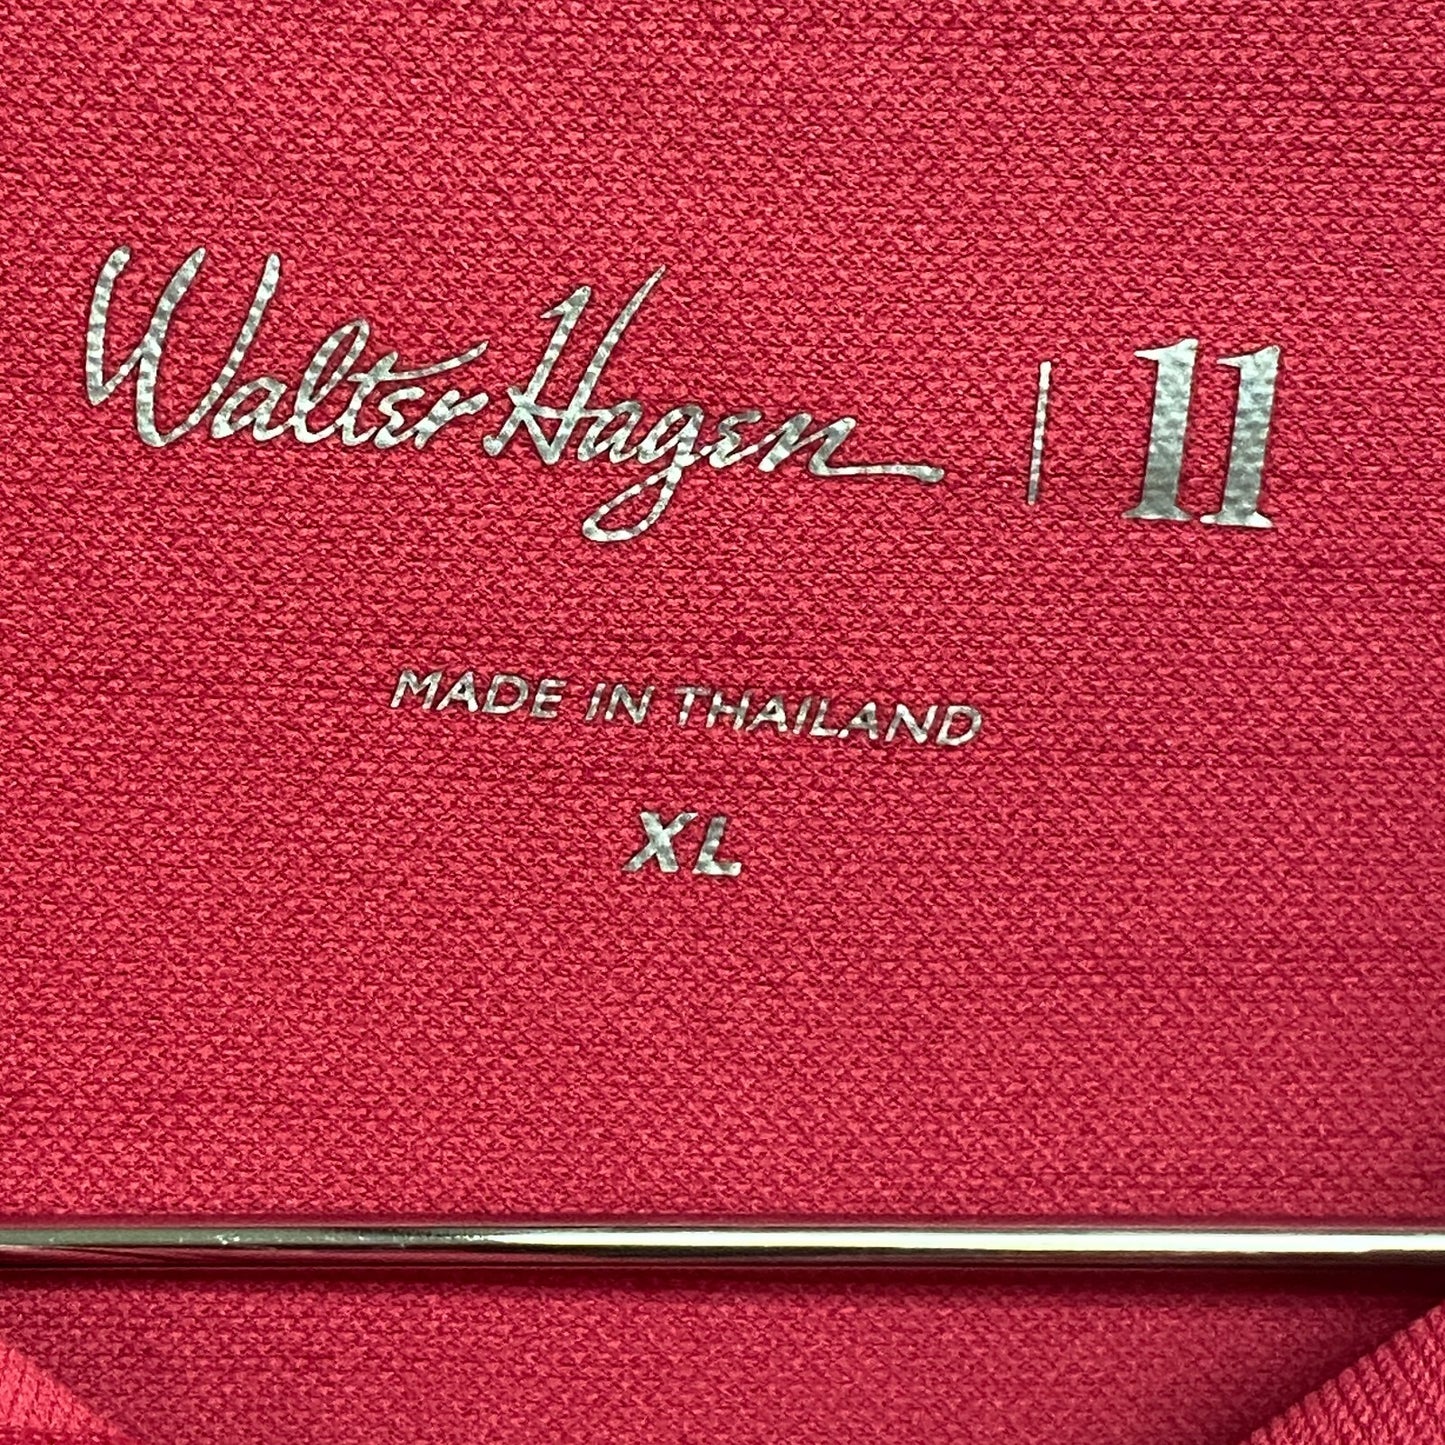 Walter Hagen | 11
MADE IN THAILAND
XL